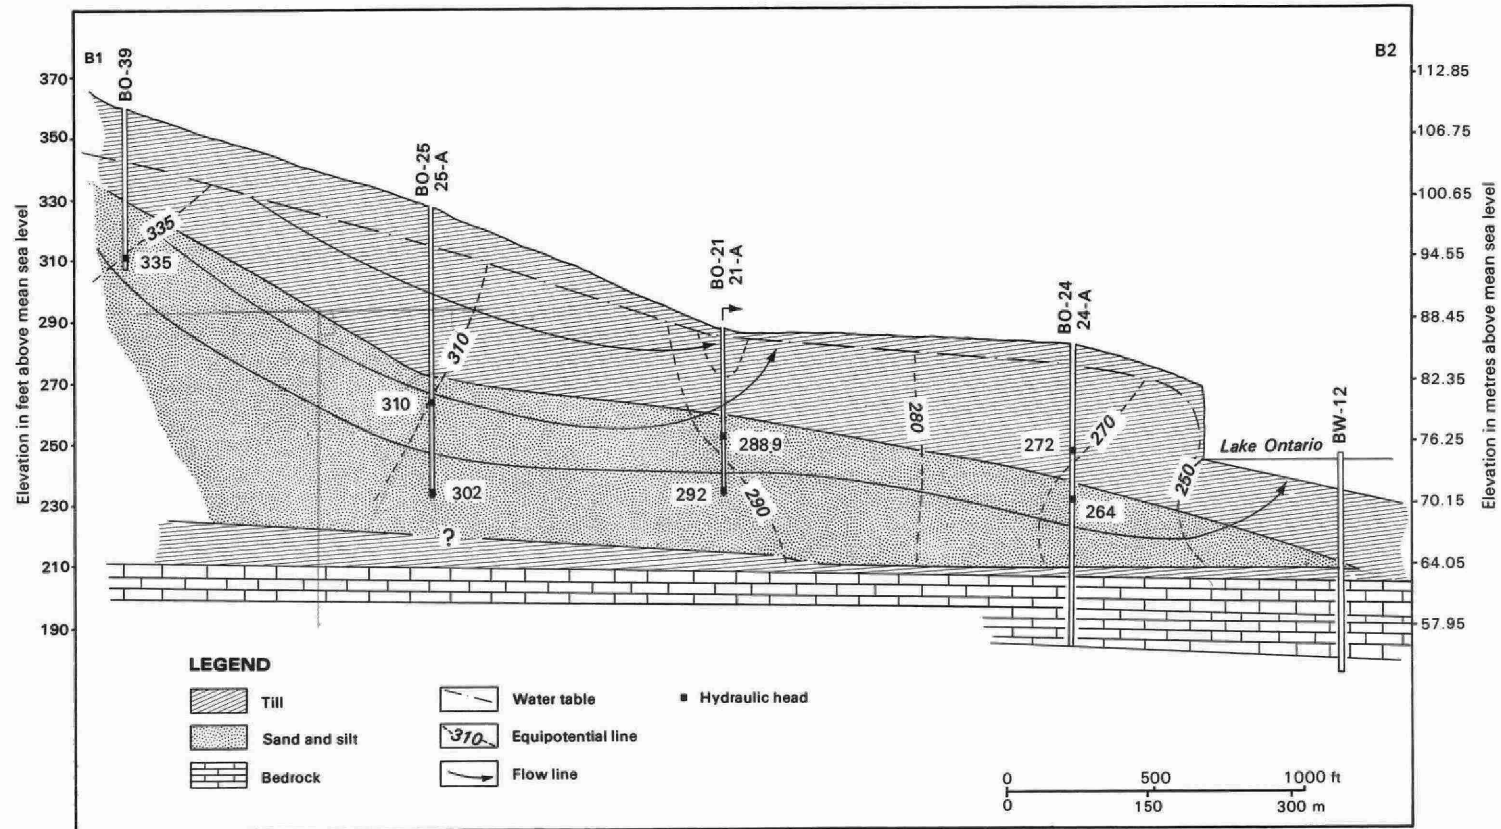 B1
B2
BO-39
BO-25
25-A
BO-21
21-A
BO-24
24-A
BW-12
Elevation in feet above mean sea level
370
350
330
310
290
270
250
230
210
190
112.85
106.75
100.65
94.55
88.45
82.35
76.25
70.15
64.05
57.95
Elevation in metres above mean sea level
335
335
310
310
302
288.9
292
290
280
272
270
264
250
Lake Ontario
?
LEGEND
Till
Sand and silt
Bedrock
Water table
310
Equipotential line
Flow line
Hydraulic head
0 500 1000 ft
0 150 300 m